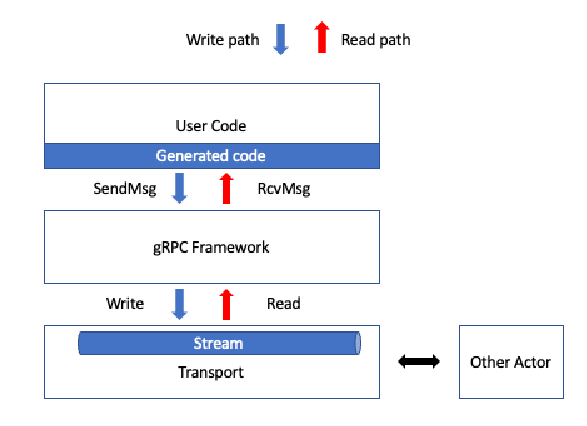 Write path
Read path
User Code
Generated code
SendMsg
RcvMsg
gRPC Framework
Write
Read
Stream
Transport
Other Actor